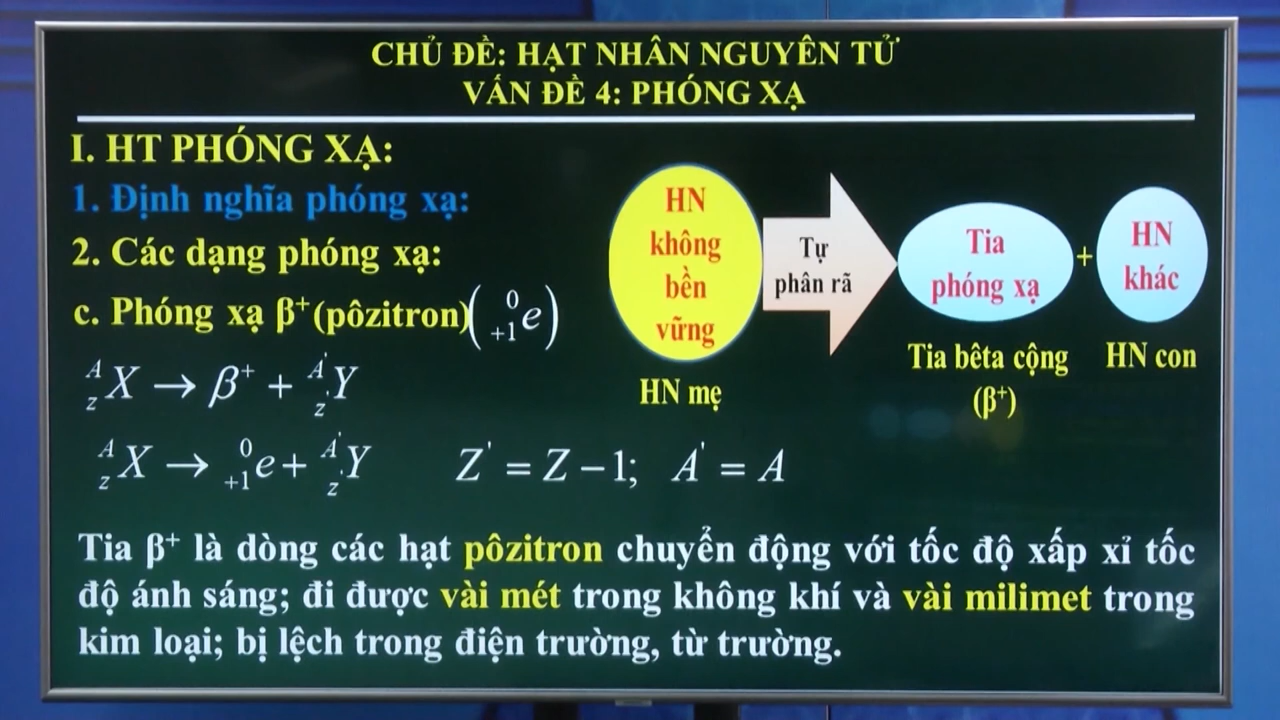 CHỦ ĐỀ: HẠT NHÂN NGUYÊN TỬ
VẤN ĐỀ 4: PHÓNG XẠ
I. HT PHÓNG XẠ:
1. Định nghĩa phóng xạ:
2. Các dạng phóng xạ:
c. Phóng xạ β⁺ (pôzitron) (⁰₊₁e)
ᴬ_zX → β⁺ + ᴬ'_z'Y
ᴬ_zX → ⁰₊₁e + ᴬ'_z'Y
Z' = Z − 1; A' = A
HN
không
bền
vững
HN mẹ
Tự
phân rã
Tia
phóng xạ
+
HN
khác
Tia bêta cộng
(β⁺)
HN con
Tia β⁺ là dòng các hạt pôzitron chuyển động với tốc độ xấp xỉ tốc
độ ánh sáng; đi được vài mét trong không khí và vài milimet trong
kim loại; bị lệch trong điện trường, từ trường.